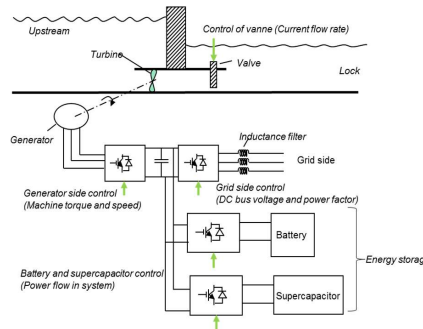 Upstream
Control of vanne (Current flow rate)
Turbine
Valve
Lock
Generator
Inductance filter
Grid side
Generator side control
(Machine torque and speed)
Grid side control
(DC bus voltage and power factor)
Battery
Energy storag
Battery and supercapacitor control
(Power flow in system)
Supercapacitor